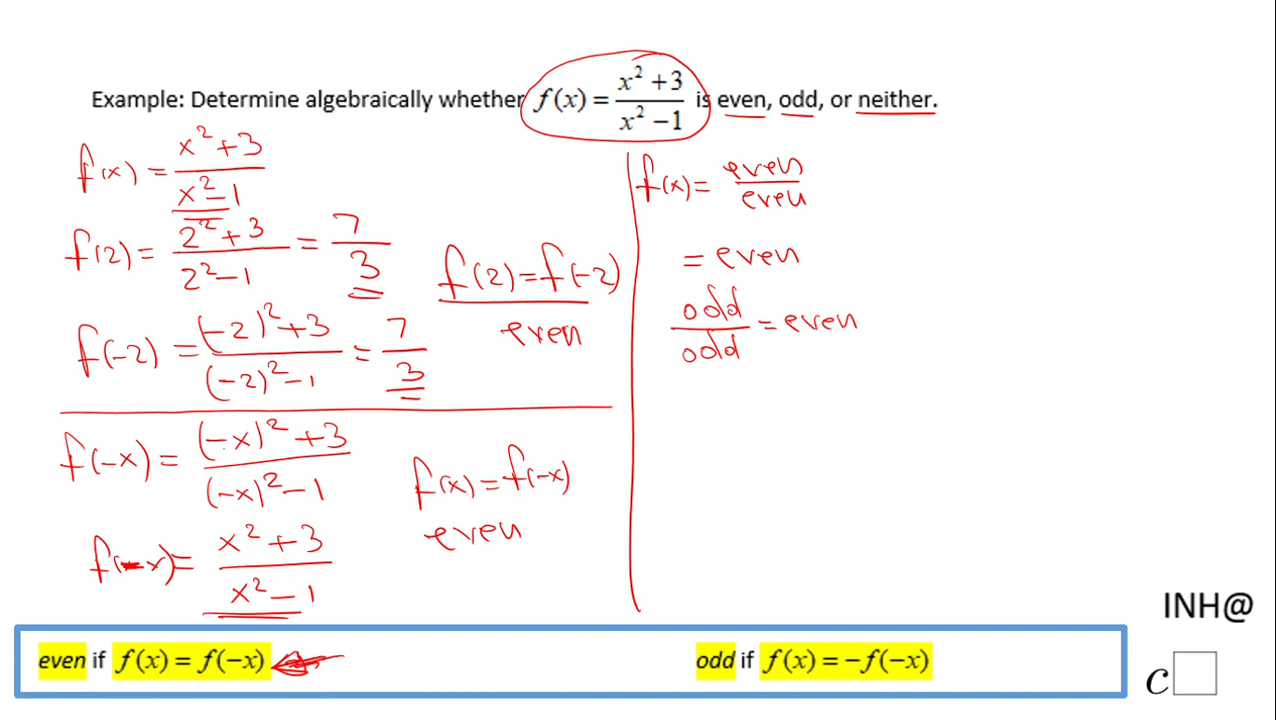 Example: Determine algebraically whether f(x) = (x² + 3)/(x² − 1) is even, odd, or neither.
f(x) = (x² + 3)/(x² − 1)
f(2) = (2² + 3)/(2² − 1) = 7/3
f(−2) = ((−2)² + 3)/((−2)² − 1) = 7/3
f(2) = f(−2)
even
f(−x) = ((−x)² + 3)/((−x)² − 1)
f(−x) = (x² + 3)/(x² − 1)
f(x) = f(−x)
even
f(x) = even/even
= even
odd/odd = even
INH@
c
even if f(x) = f(−x)
odd if f(x) = −f(−x)